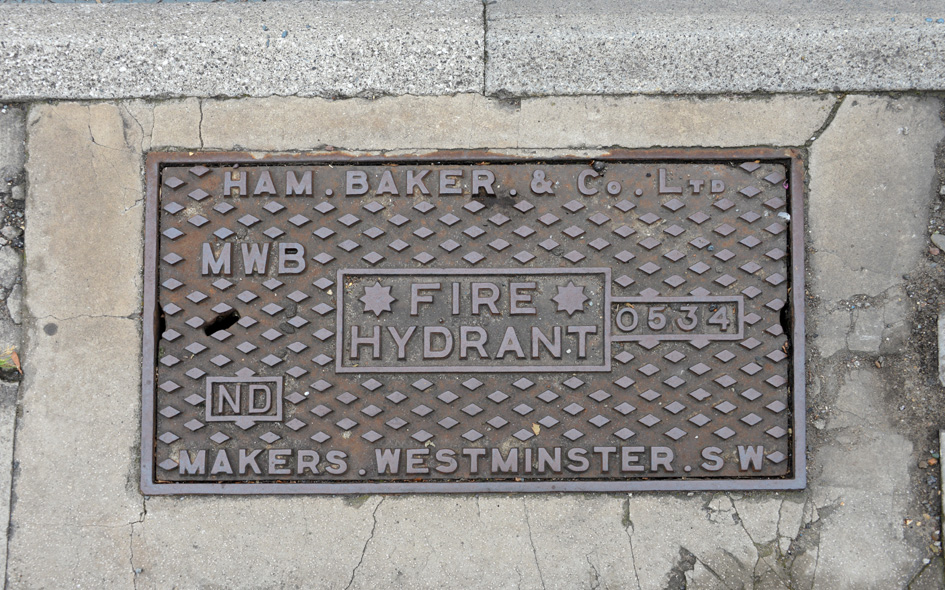 HAM. BAKER. & Co. LTD
MWB
FIRE
HYDRANT
0534
ND
MAKERS. WESTMINSTER. S W